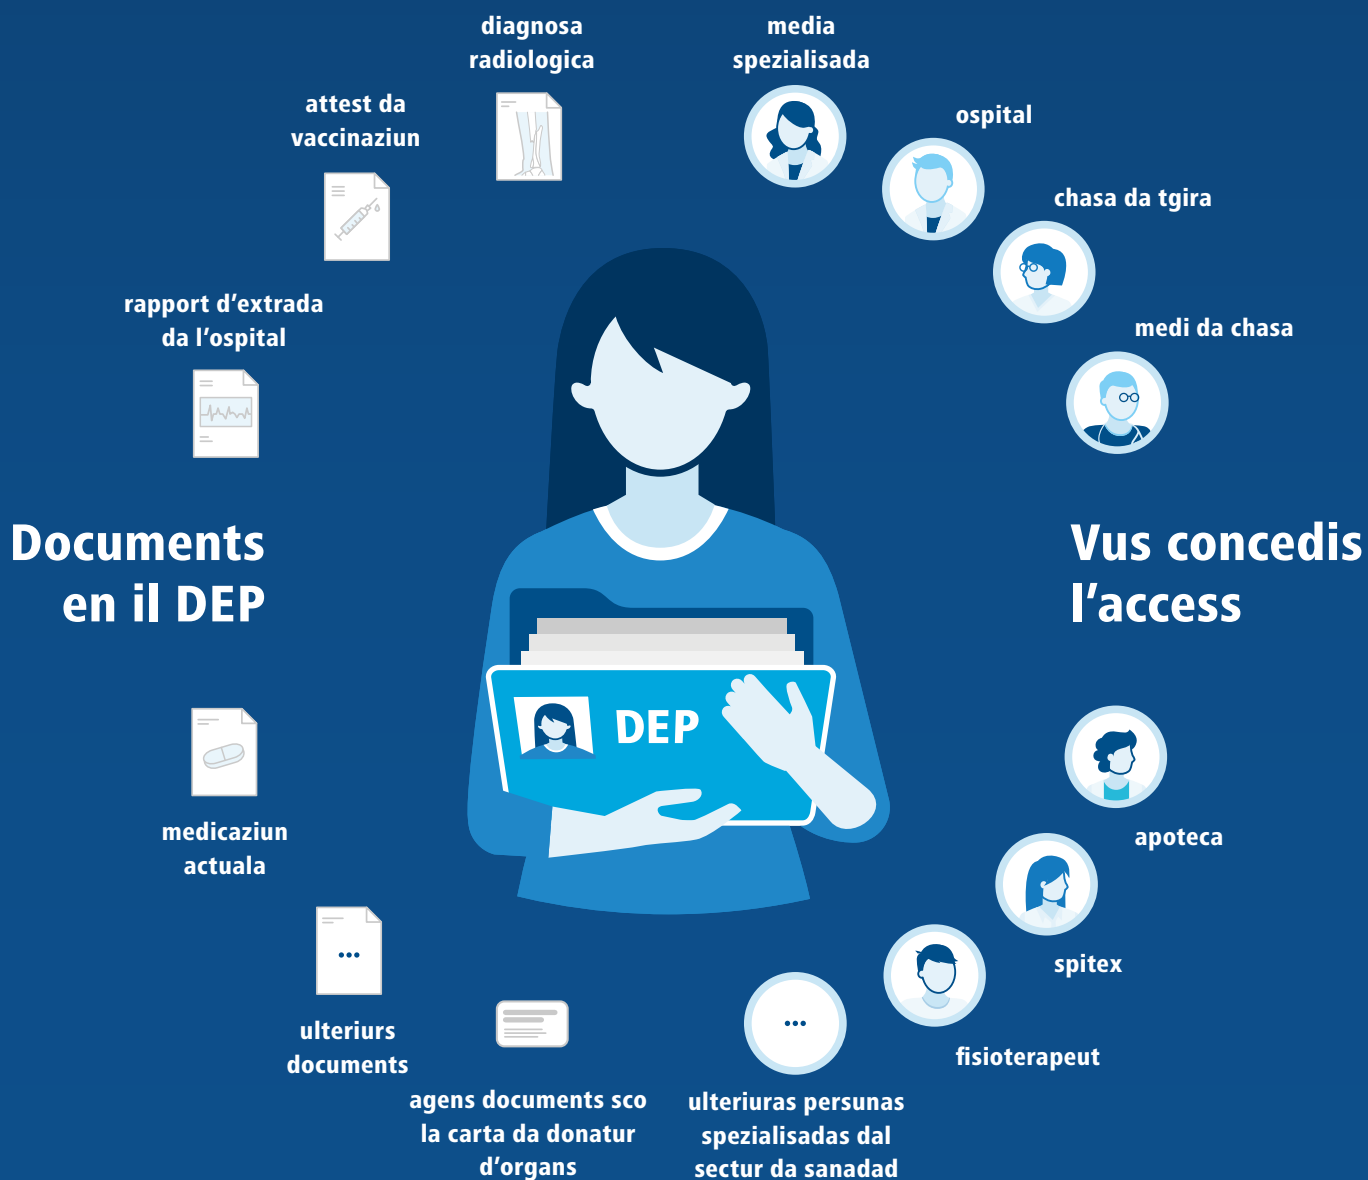 diagnosa
radiologica
media
spezialisada
attest da
vaccinaziun
ospital
chasa da tgira
rapport d’extrada
da l’ospital
medi da chasa
Documents
en il DEP
Vus concedis
l’access
DEP
medicaziun
actuala
apoteca
spitex
ulteriurs
documents
fisioterapeut
agens documents sco
la carta da donatur
d’organs
ulteriuras persunas
spezialisadas dal
sectur da sanadad